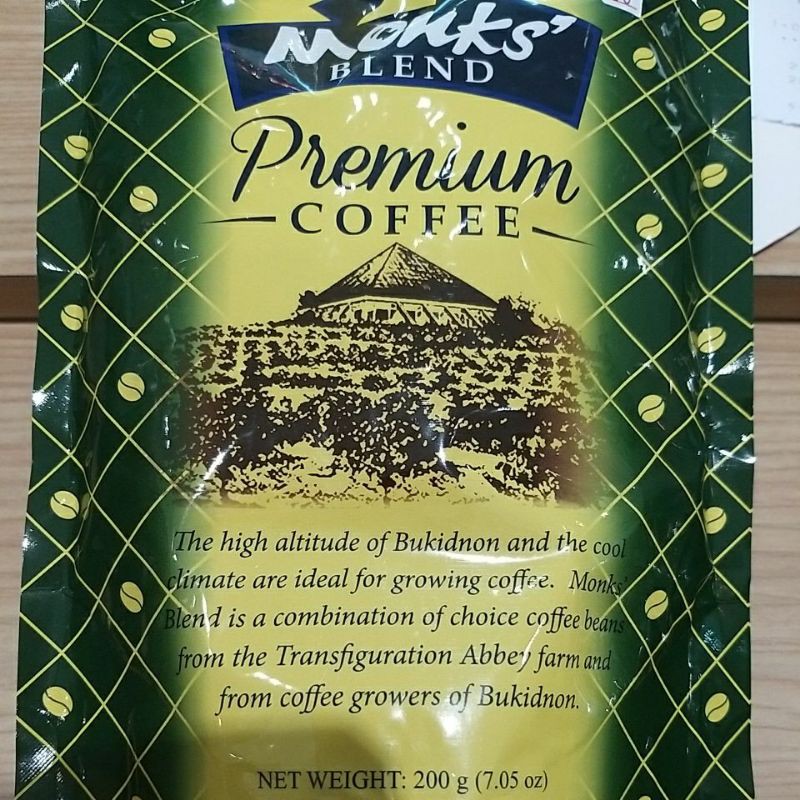 Monks'
BLEND
Premium
COFFEE
The high altitude of Bukidnon and the cool
climate are ideal for growing coffee. Monks'
Blend is a combination of choice coffee beans
from the Transfiguration Abbey farm and
from coffee growers of Bukidnon.
NET WEIGHT: 200 g (7.05 oz)